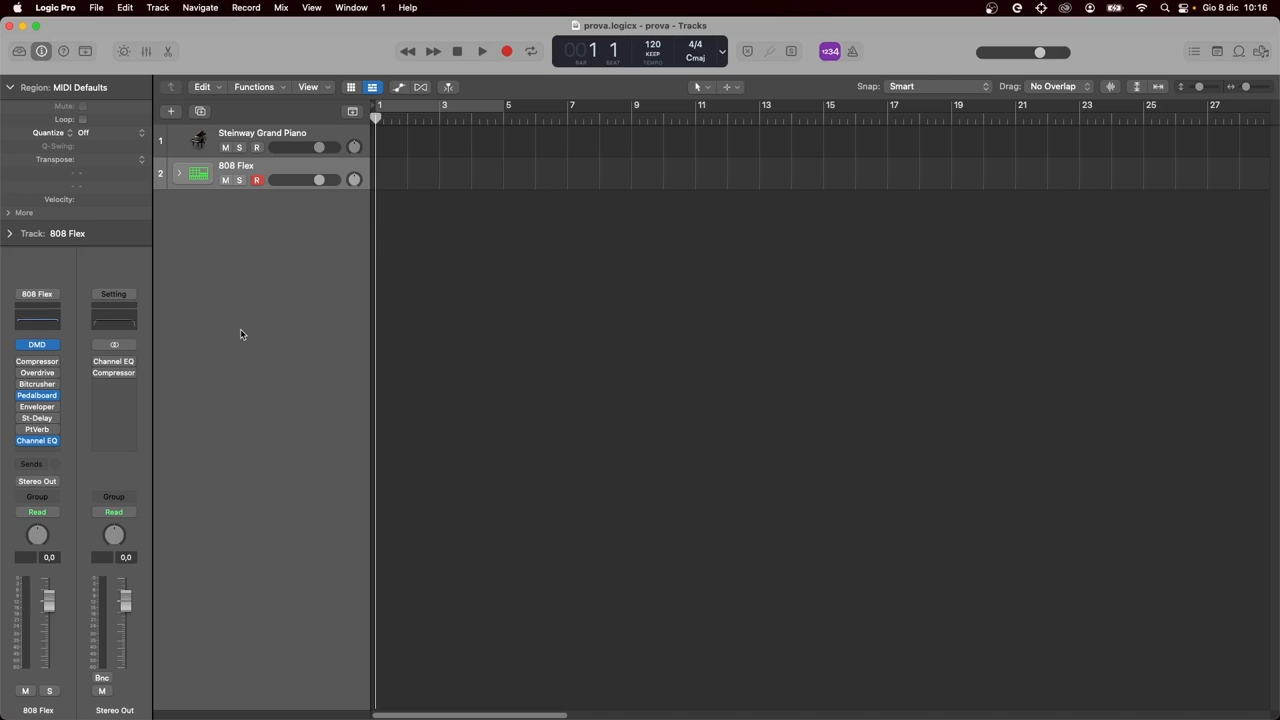 Logic Pro File Edit Track Navigate Record Mix View Window 1 Help Gio 8 dic 10:16
prova.logicx - prova - Tracks
001 1 120 4/4
KEEP Cmaj
BAR BEAT TEMPO
1234
Region: MIDI Defaults
Edit Functions View Snap: Smart Drag: No Overlap
Mute:
Loop:
Quantize Off
Q-Swing:
Transpose:
Velocity:
More
Track: 808 Flex
1 3 5 7 9 11 13 15 17 19 21 23 25 27
1 Steinway Grand Piano
M S R
2 808 Flex
M S R
808 Flex Setting
DMD
Compressor Channel EQ
Overdrive Compressor
Bitcrusher
Pedalboard
Enveloper
St-Delay
PtVerb
Channel EQ
Sends
Stereo Out
Group Group
Read Read
0,0 0,0
Bnc
M S M
808 Flex Stereo Out